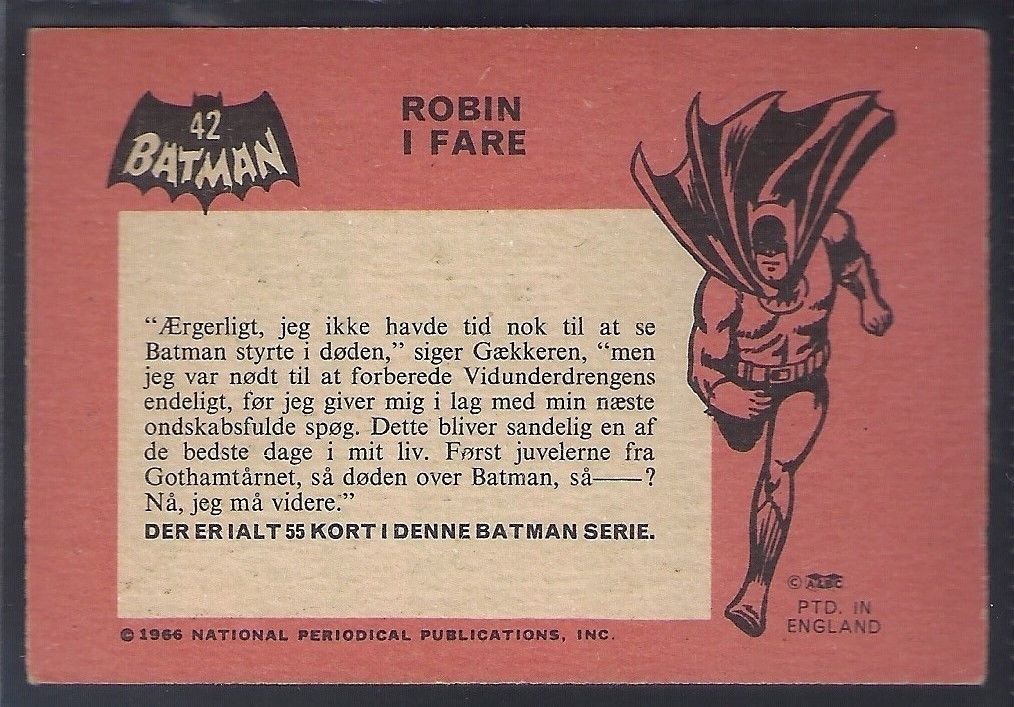 42
BATMAN
ROBIN
I FARE
“Ærgerligt, jeg ikke havde tid nok til at se
Batman styrte i døden,” siger Gækkeren, “men
jeg var nødt til at forberede Vidunderdrengens
endeligt, før jeg giver mig i lag med min næste
ondskabsfulde spøg. Dette bliver sandelig en af
de bedste dage i mit liv. Først juvelerne fra
Gothamtårnet, så døden over Batman, så——?
Nå, jeg må videre.”
DER ER IALT 55 KORT I DENNE BATMAN SERIE.
© 1966 NATIONAL PERIODICAL PUBLICATIONS, INC.
©
PTD. IN
ENGLAND